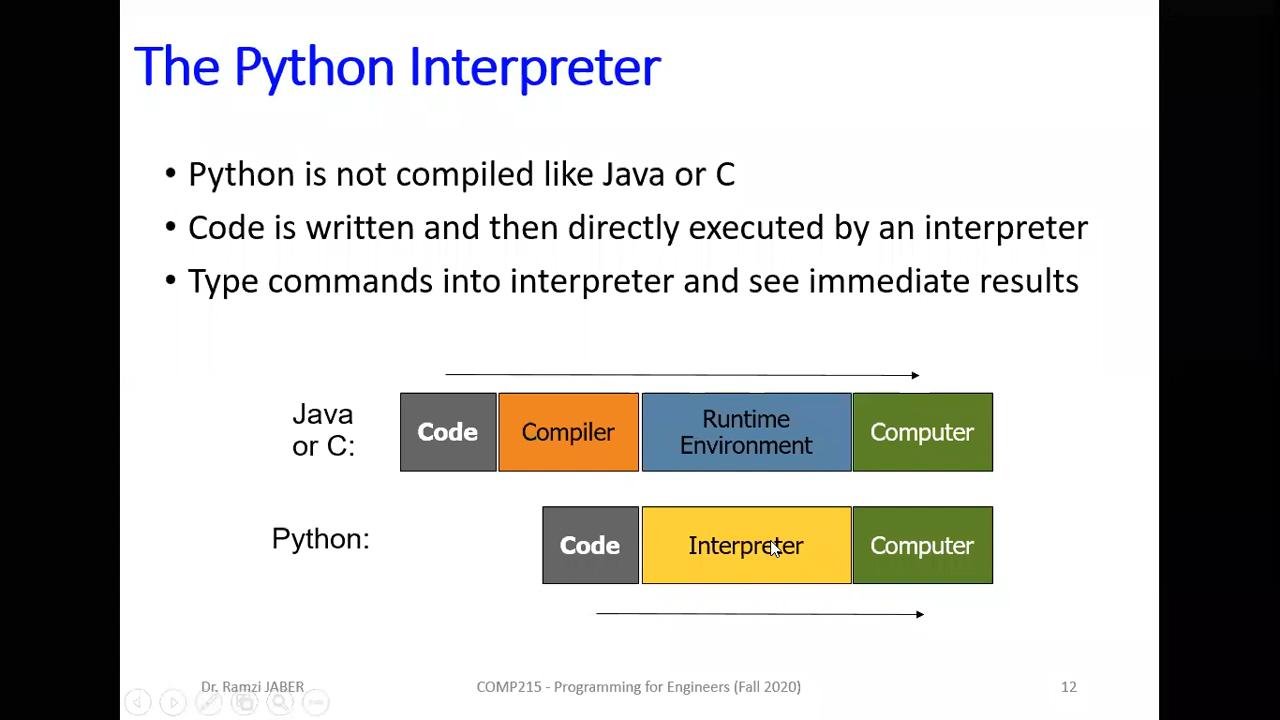 The Python Interpreter
• Python is not compiled like Java or C
• Code is written and then directly executed by an interpreter
• Type commands into interpreter and see immediate results
Java
or C:
Code
Compiler
Runtime
Environment
Computer
Python:
Code
Interpreter
Computer
Dr. Ramzi JABER
COMP215 - Programming for Engineers (Fall 2020)
12